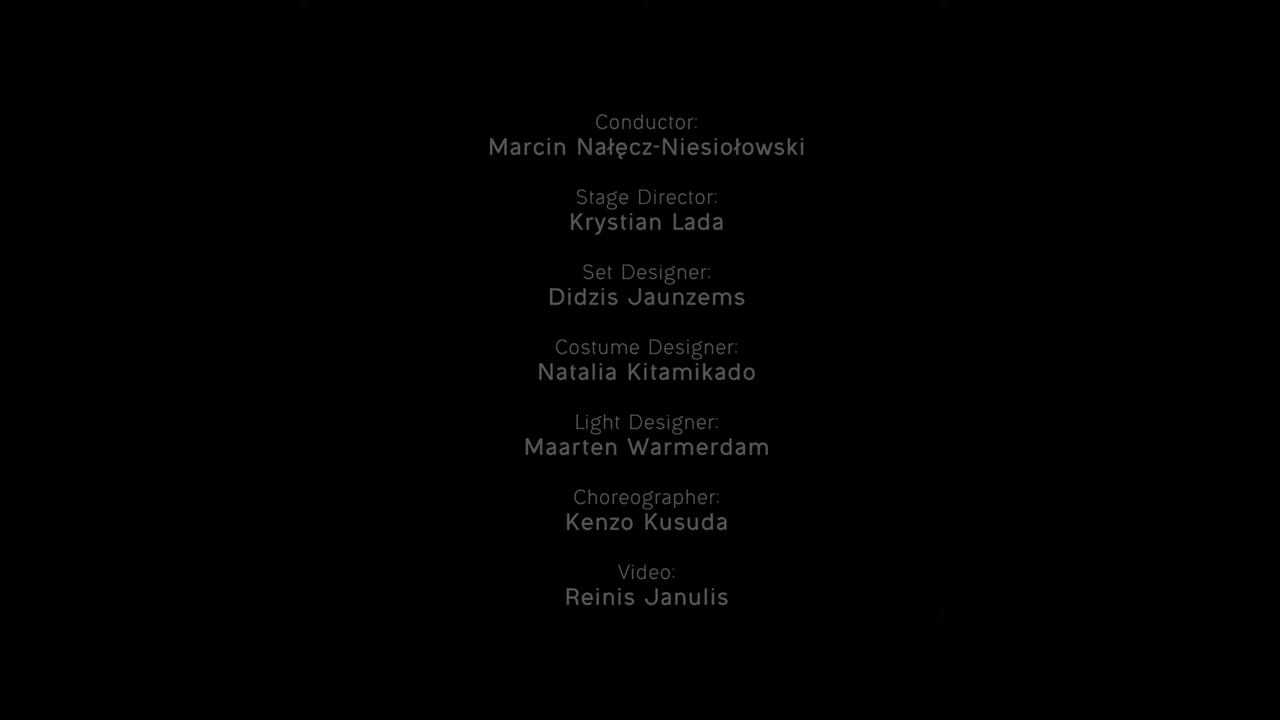 Conductor:
Marcin Nałęcz-Niesiołowski
Stage Director:
Krystian Lada
Set Designer:
Didzis Jaunzems
Costume Designer:
Natalia Kitamikado
Light Designer:
Maarten Warmerdam
Choreographer:
Kenzo Kusuda
Video:
Reinis Janulis